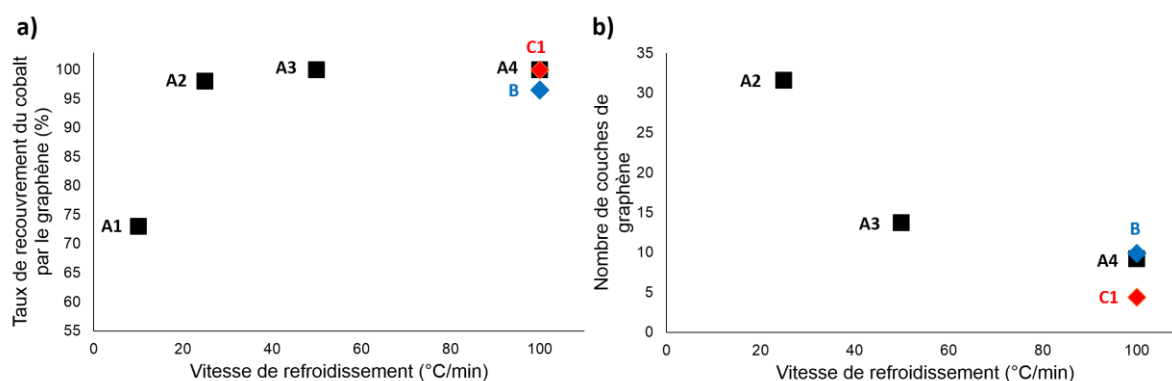 a)
Taux de recouvrement du cobalt
par le graphène (%)
100
95
90
85
80
75
70
65
60
55
A1
A2
A3
A4
C1
B
0
20
40
60
80
100
Vitesse de refroidissement (°C/min)
b)
Nombre de couches de
graphène
35
30
25
20
15
10
5
0
A2
A3
B
A4
C1
0
20
40
60
80
100
Vitesse de refroidissement (°C/min)